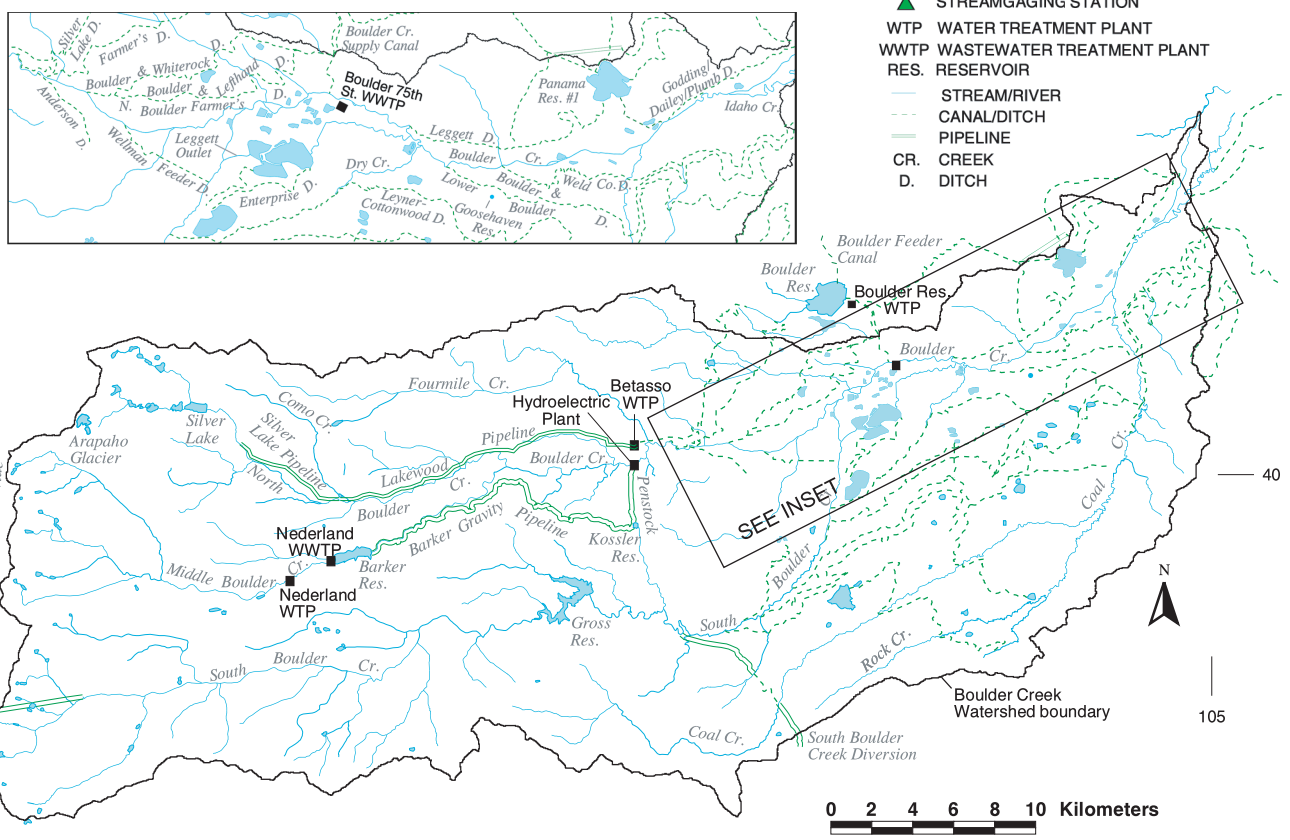 STREAMGAGING STATION
WTP WATER TREATMENT PLANT
WWTP WASTEWATER TREATMENT PLANT
RES. RESERVOIR
STREAM/RIVER
CANAL/DITCH
PIPELINE
CR. CREEK
D. DITCH
Silver
Lake D.
Farmer's D.
D.
Boulder Cr.
Supply Canal
Boulder & Whiterock
Boulder & Lefthand D.
N. Boulder Farmer's D.
Anderson D.
Boulder 75th
St. WWTP
Panama
Res. #1
Godding/
Dailey/Plumb D.
Idaho Cr.
Wellman
Feeder D.
Leggett
Outlet
Leggett D.
Boulder Cr.
Dry Cr.
Lower Boulder & Weld Co. D.
Enterprise D.
Leyner-
Cottonwood D.
Goosehaven
Res.
Boulder & D.
Boulder Feeder
Canal
Boulder
Res.
Boulder Res.
WTP
Boulder Cr.
Fourmile Cr.
Betasso
WTP
Hydroelectric
Plant
Como Cr.
Silver
Lake
Silver
Lake Pipeline
Arapaho
Glacier
Lakewood Pipeline
Boulder Cr.
North Boulder Cr.
Penstock
SEE INSET
Coal Cr.
40
Barker Gravity Pipeline
Kossler
Res.
Nederland
WWTP
Barker
Res.
Middle Boulder Cr.
Nederland
WTP
Gross
Res.
South Boulder
Rock Cr.
N
South Boulder Cr.
Boulder Creek
Watershed boundary
105
Coal Cr.
South Boulder
Creek Diversion
0 2 4 6 8 10 Kilometers